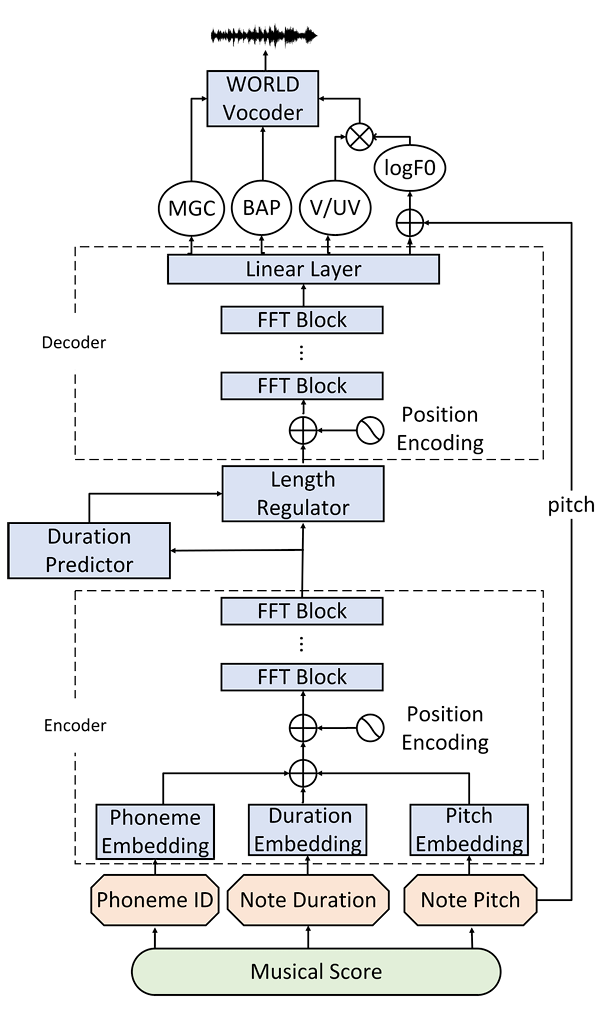 WORLD
Vocoder
logF0
MGC
BAP
V/UV
Linear Layer
FFT Block
Decoder
FFT Block
Position
Encoding
Length
Regulator
pitch
Duration
Predictor
FFT Block
FFT Block
Encoder
Position
Encoding
Phoneme
Embedding
Duration
Embedding
Pitch
Embedding
Phoneme ID
Note Duration
Note Pitch
Musical Score